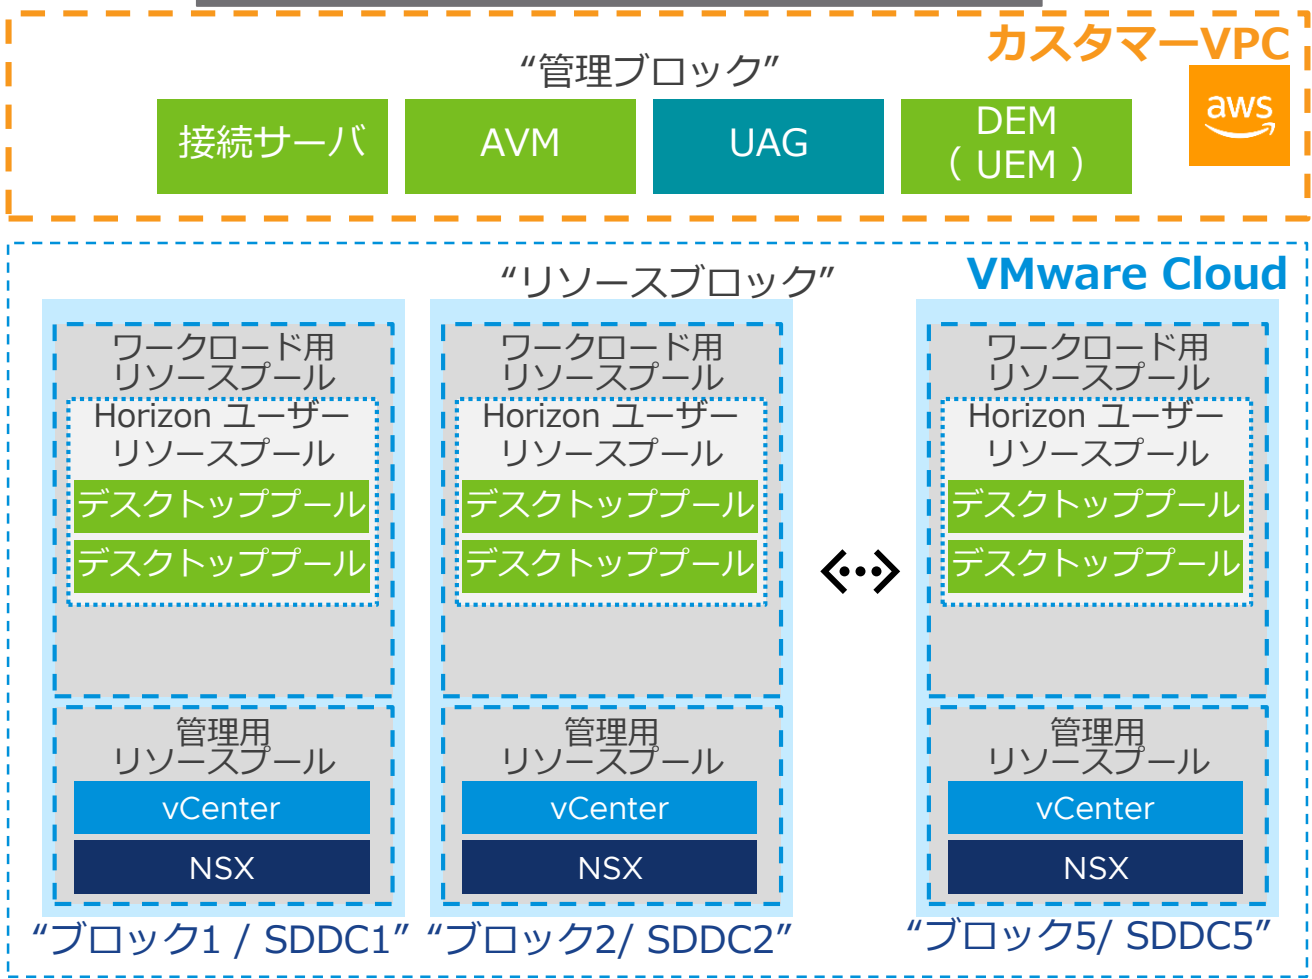 カスタマーVPC
“管理ブロック”
aws
接続サーバ
AVM
UAG
DEM
（ UEM ）
“リソースブロック”
VMware Cloud
ワークロード用
リソースプール
Horizon ユーザー
リソースプール
デスクトッププール
デスクトッププール
管理用
リソースプール
vCenter
NSX
“ブロック1 / SDDC1”
ワークロード用
リソースプール
Horizon ユーザー
リソースプール
デスクトッププール
デスクトッププール
管理用
リソースプール
vCenter
NSX
“ブロック2/ SDDC2”
ワークロード用
リソースプール
Horizon ユーザー
リソースプール
デスクトッププール
デスクトッププール
管理用
リソースプール
vCenter
NSX
“ブロック5/ SDDC5”